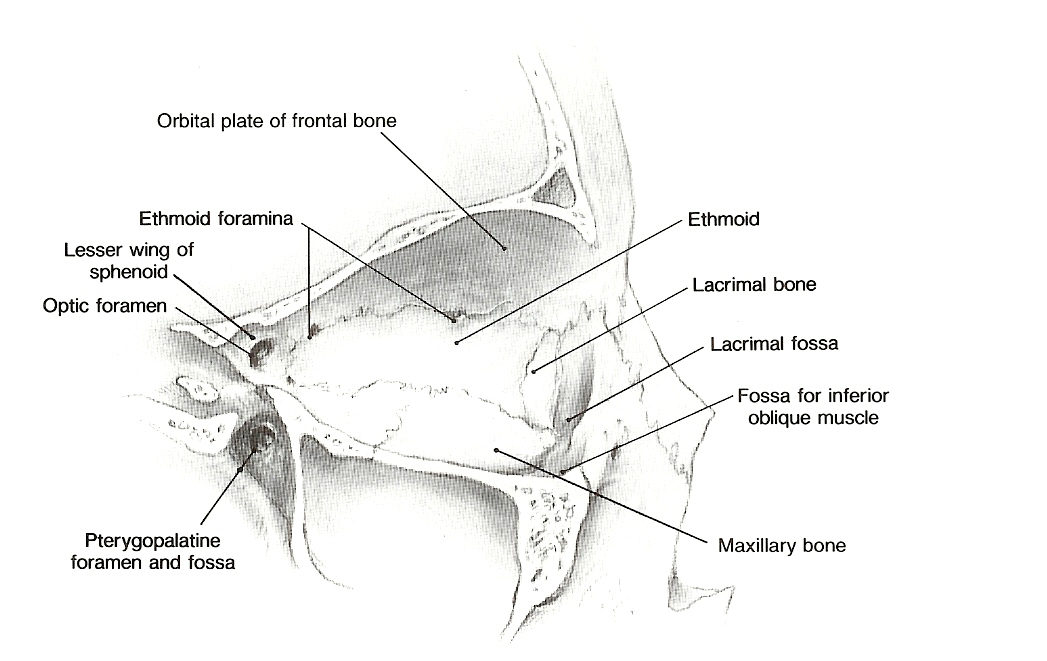 Orbital plate of frontal bone
Ethmoid foramina
Lesser wing of
sphenoid
Optic foramen
Ethmoid
Lacrimal bone
Lacrimal fossa
Fossa for inferior
oblique muscle
Pterygopalatine
foramen and fossa
Maxillary bone